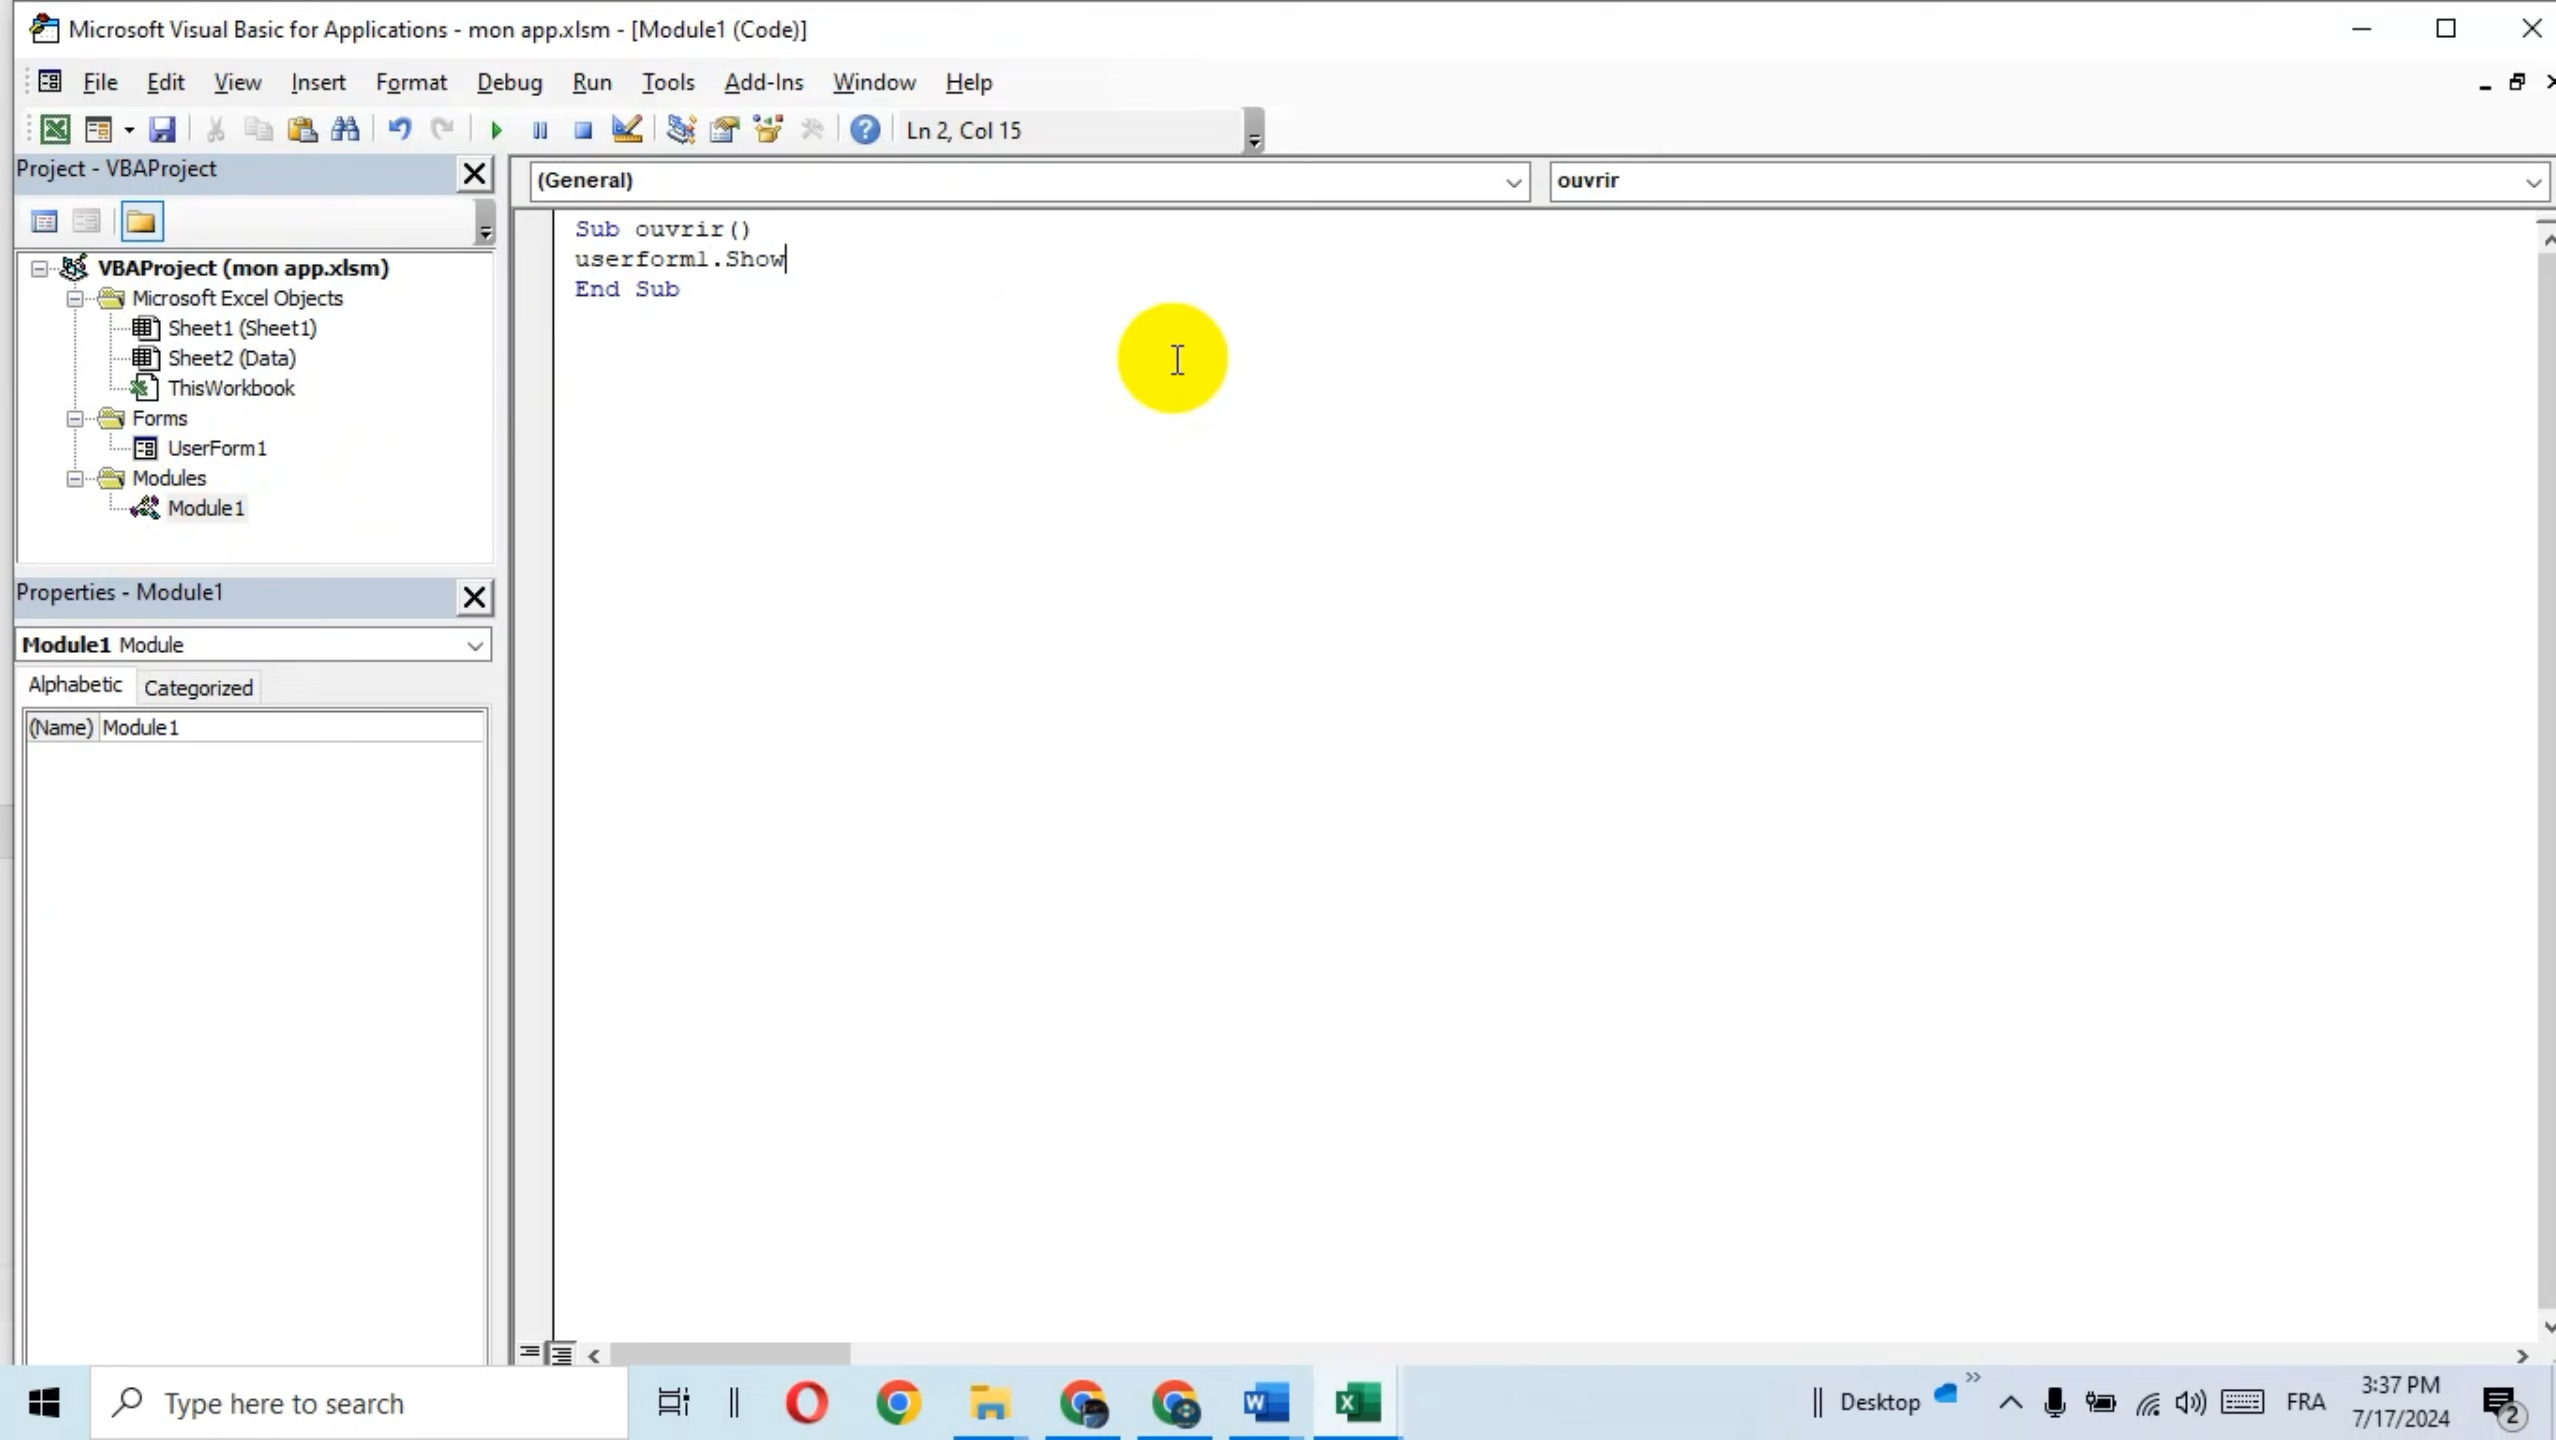 Microsoft Visual Basic for Applications - mon app.xlsm - [Module1 (Code)]
File Edit View Insert Format Debug Run Tools Add-Ins Window Help
Ln 2, Col 15
Project - VBAProject
(General)
ouvrir
VBAProject (mon app.xlsm)
Microsoft Excel Objects
Sheet1 (Sheet1)
Sheet2 (Data)
ThisWorkbook
Forms
UserForm1
Modules
Module1
Sub ouvrir()
userform1.Show
End Sub
Properties - Module1
Module1 Module
Alphabetic Categorized
(Name) Module1
Type here to search
Desktop
FRA
3:37 PM
7/17/2024
2